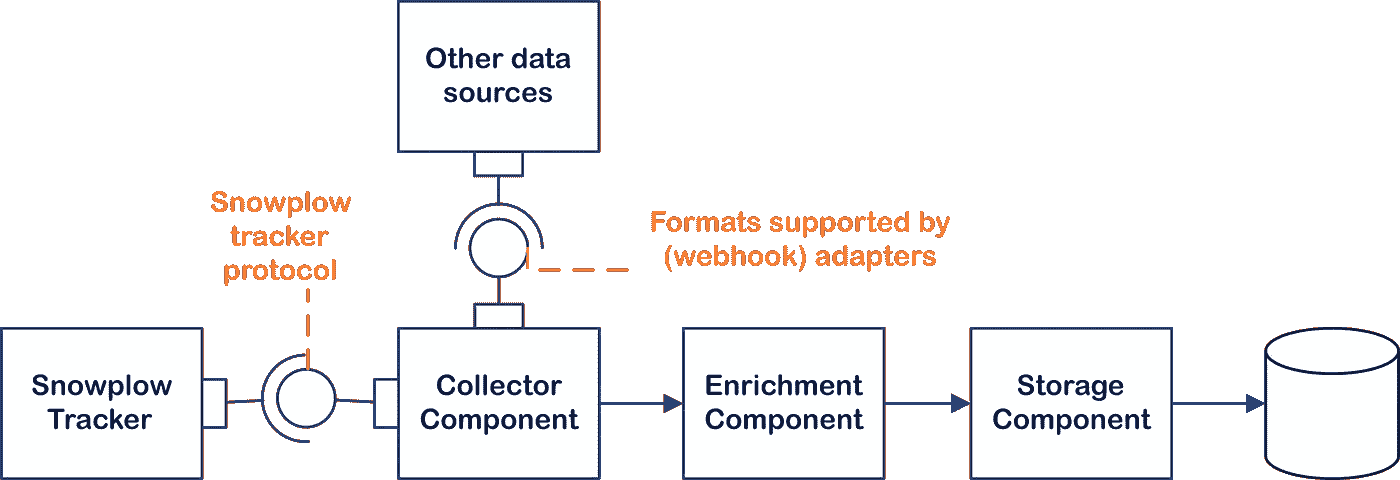 Other data
sources
Snowplow
tracker
protocol
Formats supported by
(webhook) adapters
Snowplow
Tracker
Collector
Component
Enrichment
Component
Storage
Component